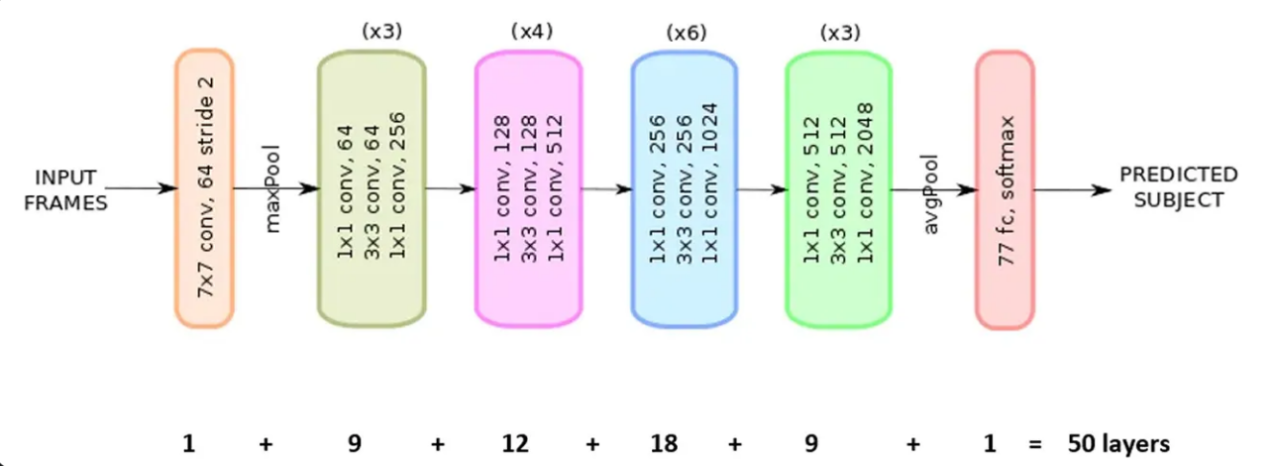 (x3)
(x4)
(x6)
(x3)
INPUT
FRAMES
7x7 conv, 64 stride 2
maxPool
1x1 conv, 64
3x3 conv, 64
1x1 conv, 256
1x1 conv, 128
3x3 conv, 128
1x1 conv, 512
1x1 conv, 256
3x3 conv, 256
1x1 conv, 1024
1x1 conv, 512
3x3 conv, 512
1x1 conv, 2048
avgPool
77 fc, softmax
PREDICTED
SUBJECT
1 + 9 + 12 + 18 + 9 + 1 = 50 layers